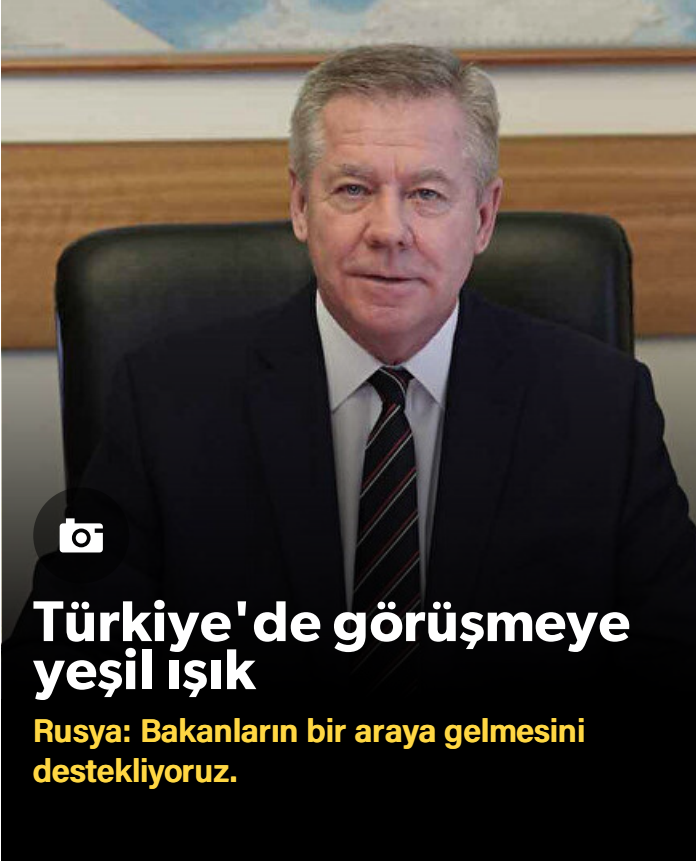 Türkiye'de görüşmeye
yeşil ışık
Rusya: Bakanların bir araya gelmesini
destekliyoruz.